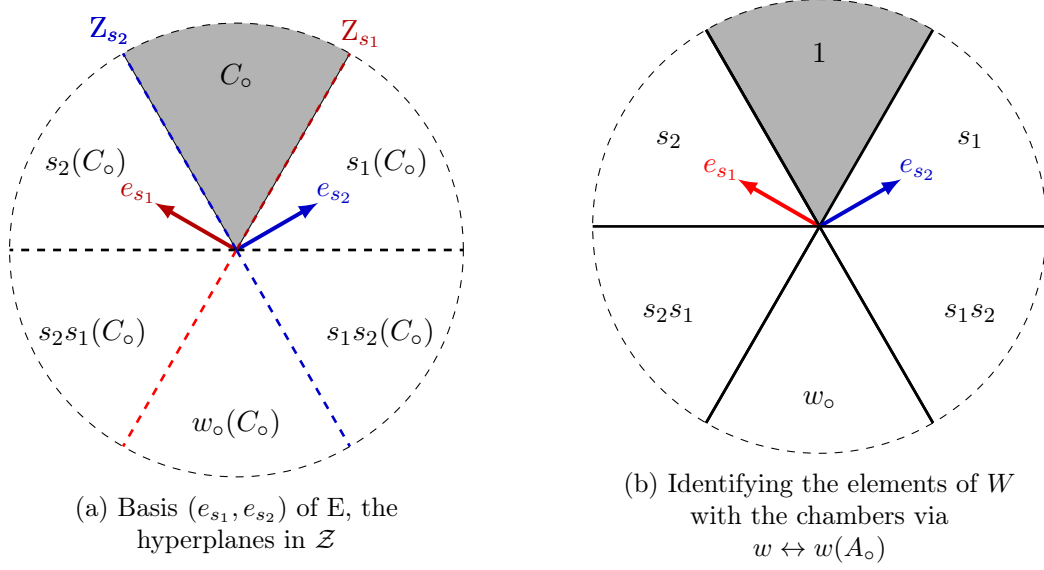 Z_{s_2}
Z_{s_1}
C_∘
s_2(C_∘)
s_1(C_∘)
e_{s_1}
e_{s_2}
s_2s_1(C_∘)
s_1s_2(C_∘)
w_∘(C_∘)
(a) Basis (e_{s_1}, e_{s_2}) of E, the
hyperplanes in 𝒵
1
s_2
s_1
e_{s_1}
e_{s_2}
s_2s_1
s_1s_2
w_∘
(b) Identifying the elements of W
with the chambers via
w ↔ w(A_∘)